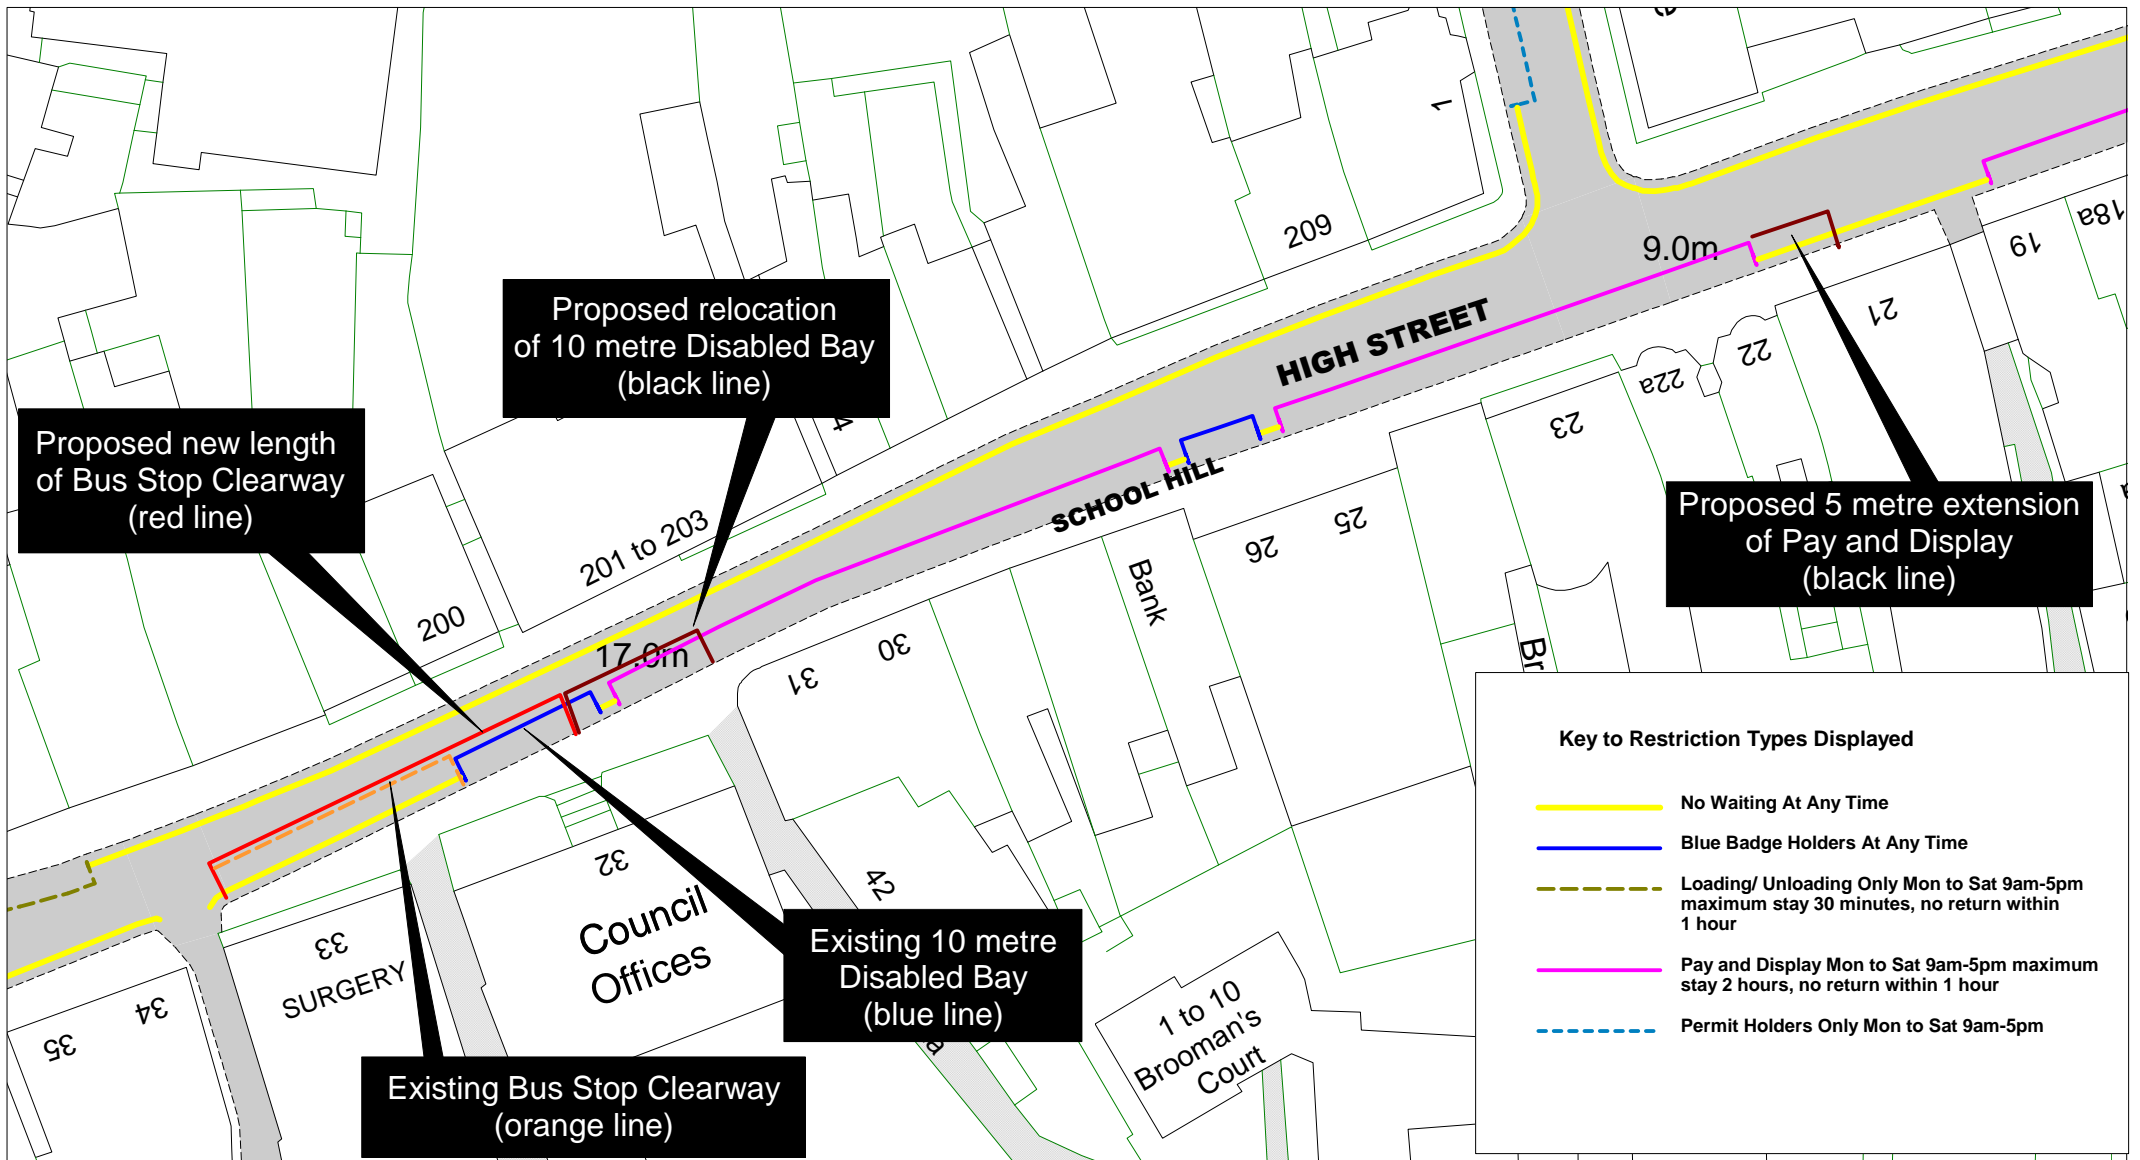 Proposed relocation
of 10 metre Disabled Bay
(black line)
Proposed new length
of Bus Stop Clearway
(red line)
Proposed 5 metre extension
of Pay and Display
(black line)
Existing 10 metre
Disabled Bay
(blue line)
Existing Bus Stop Clearway
(orange line)
HIGH STREET
SCHOOL HILL
9.0m
17.0m
1
209
4
201 to 203
200
18a
19
21
22
22a
23
25
26
Bank
Br
30
31
32
Council
Offices
42
a
33
SURGERY
34
35
1 to 10
Brooman's
Court
Key to Restriction Types Displayed
No Waiting At Any Time
Blue Badge Holders At Any Time
Loading/ Unloading Only Mon to Sat 9am-5pm
maximum stay 30 minutes, no return within
1 hour
Pay and Display Mon to Sat 9am-5pm maximum
stay 2 hours, no return within 1 hour
Permit Holders Only Mon to Sat 9am-5pm